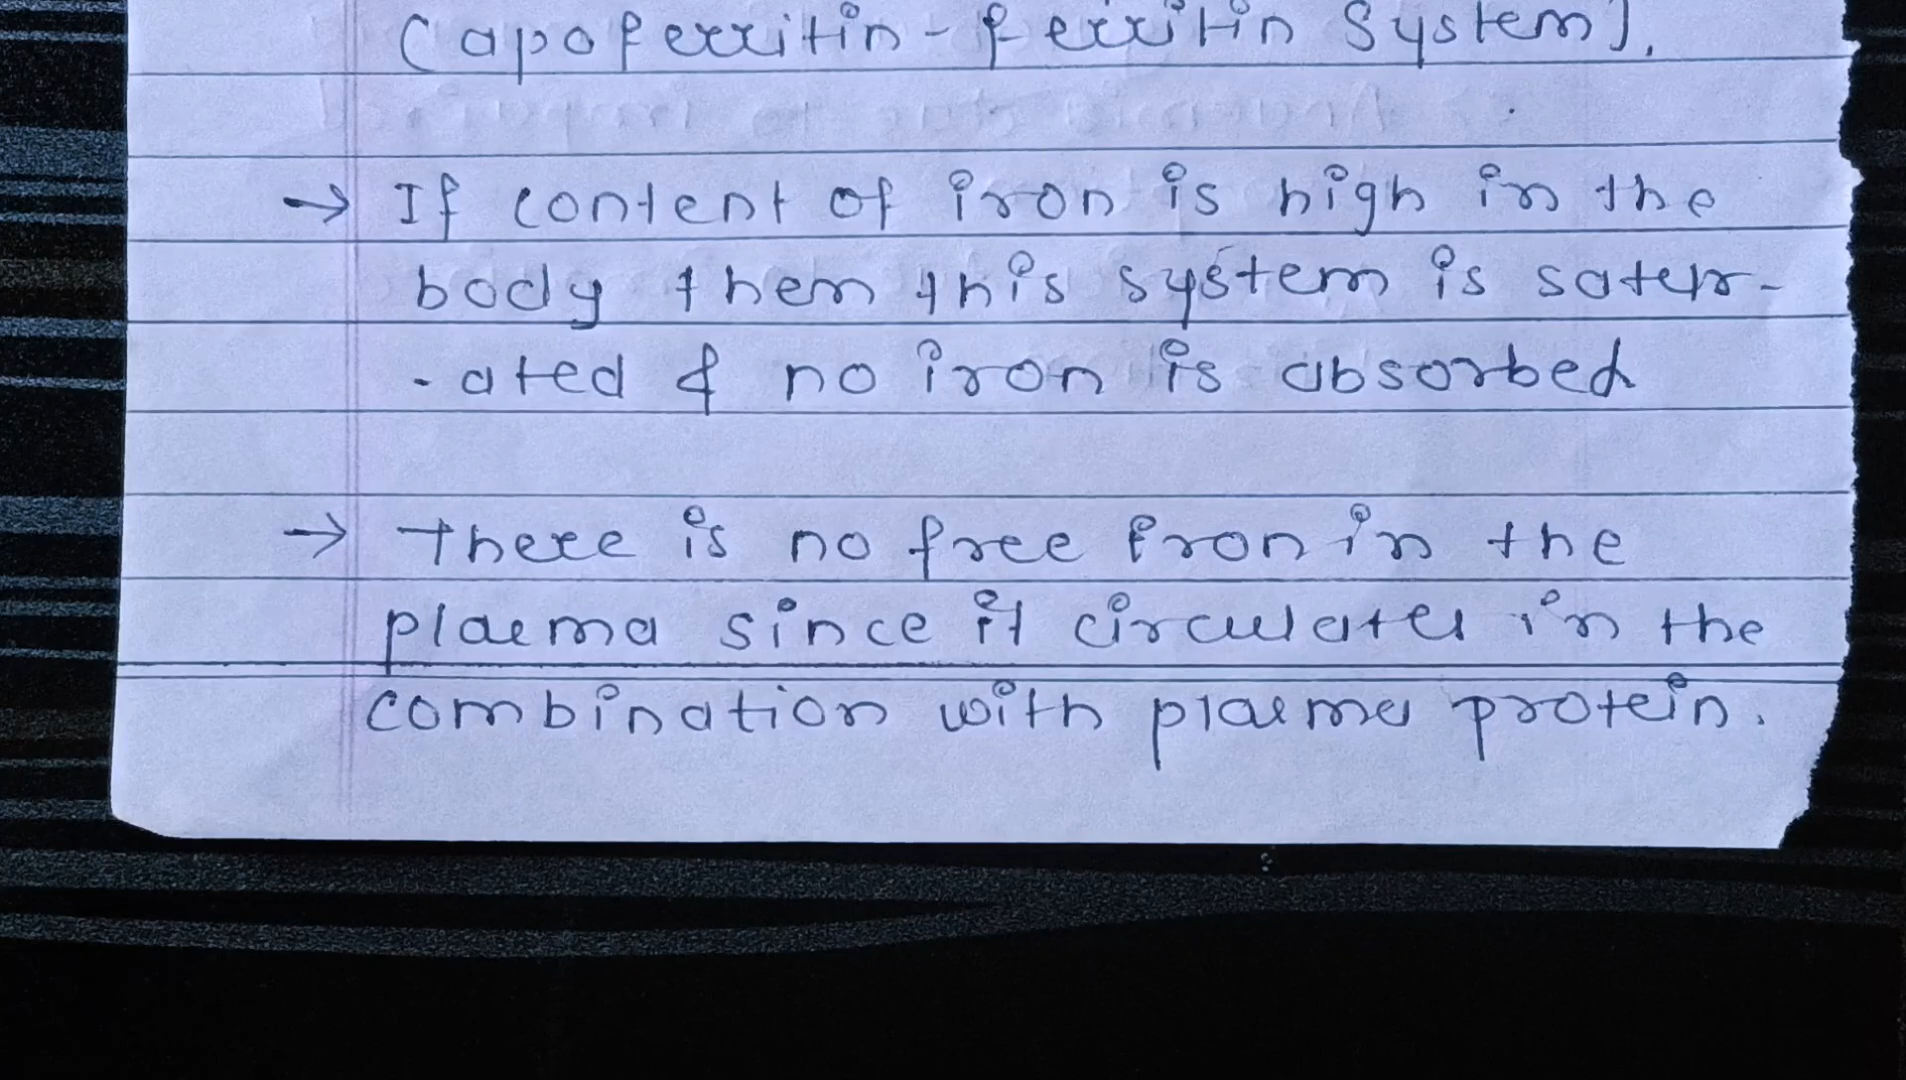 (apoferritin-ferritin System).
→ If content of iron is high in the
body then this system is satur-
-ated & no iron is absorbed
→ There is no free iron in the
plasma since it circulates in the
combination with plasma protein.